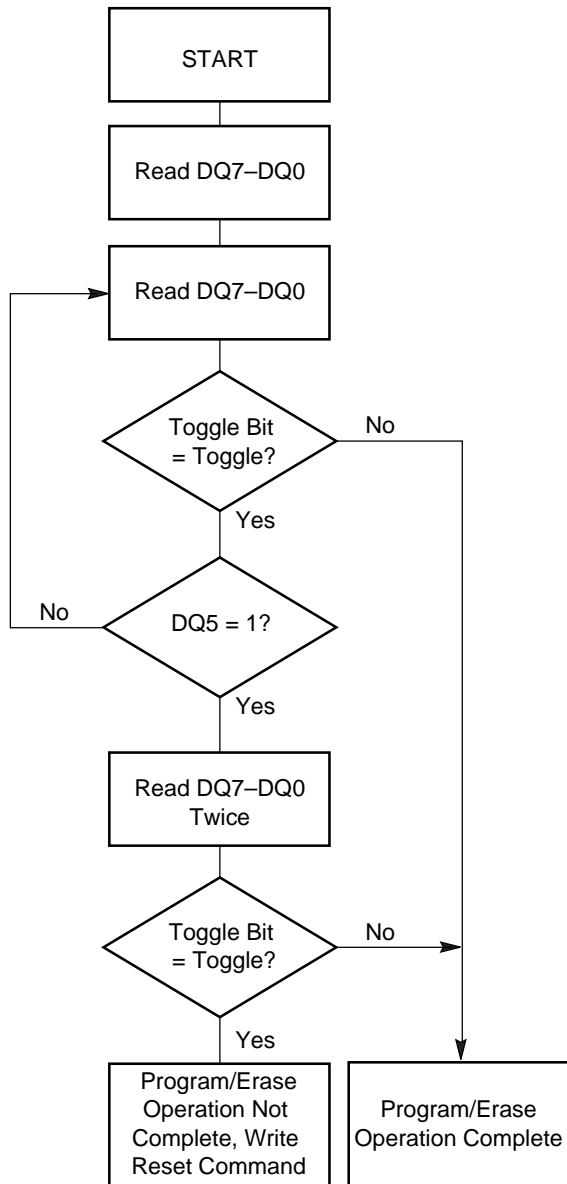 START
Read DQ7–DQ0
Read DQ7–DQ0
Toggle Bit
= Toggle?
No
Yes
No
DQ5 = 1?
Yes
Read DQ7–DQ0
Twice
Toggle Bit
= Toggle?
No
Yes
Program/Erase
Operation Not
Complete, Write
Reset Command
Program/Erase
Operation Complete